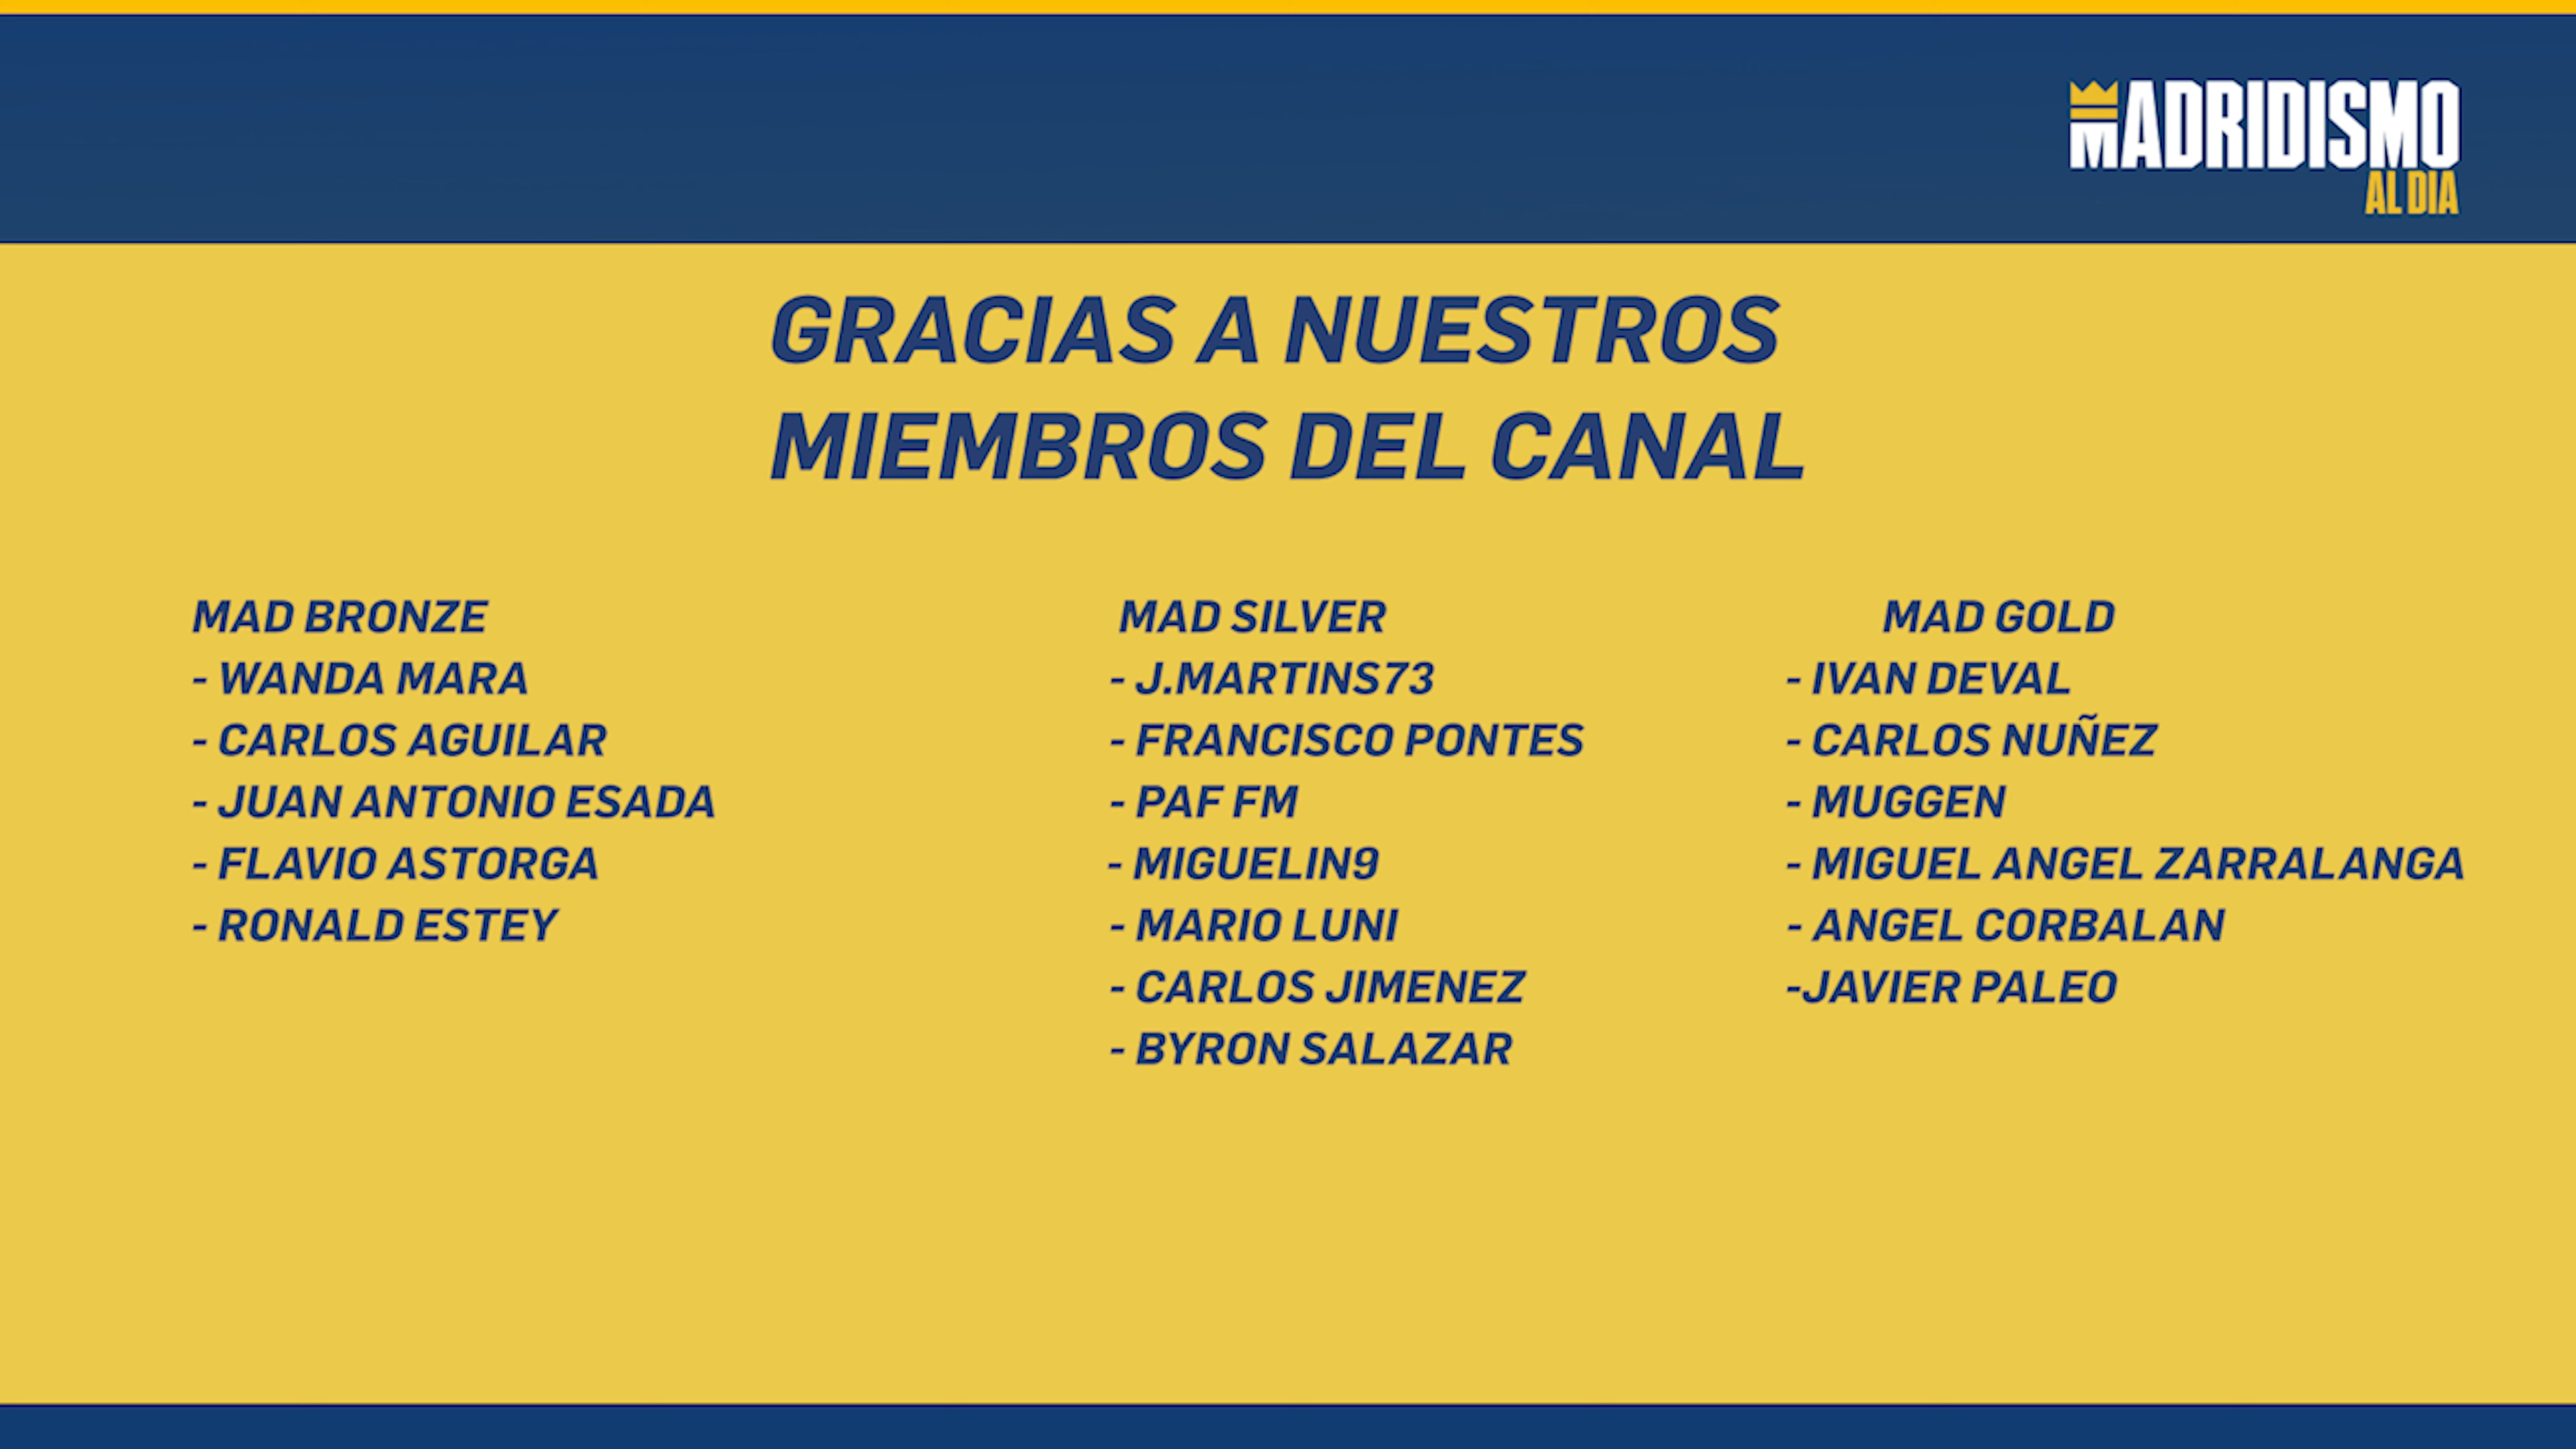 MADRIDISMO
AL DIA
GRACIAS A NUESTROS
MIEMBROS DEL CANAL
MAD BRONZE
- WANDA MARA
- CARLOS AGUILAR
- JUAN ANTONIO ESADA
- FLAVIO ASTORGA
- RONALD ESTEY
MAD SILVER
- J.MARTINS73
- FRANCISCO PONTES
- PAF FM
- MIGUELIN9
- MARIO LUNI
- CARLOS JIMENEZ
- BYRON SALAZAR
MAD GOLD
- IVAN DEVAL
- CARLOS NUÑEZ
- MUGGEN
- MIGUEL ANGEL ZARRALANGA
- ANGEL CORBALAN
-JAVIER PALEO